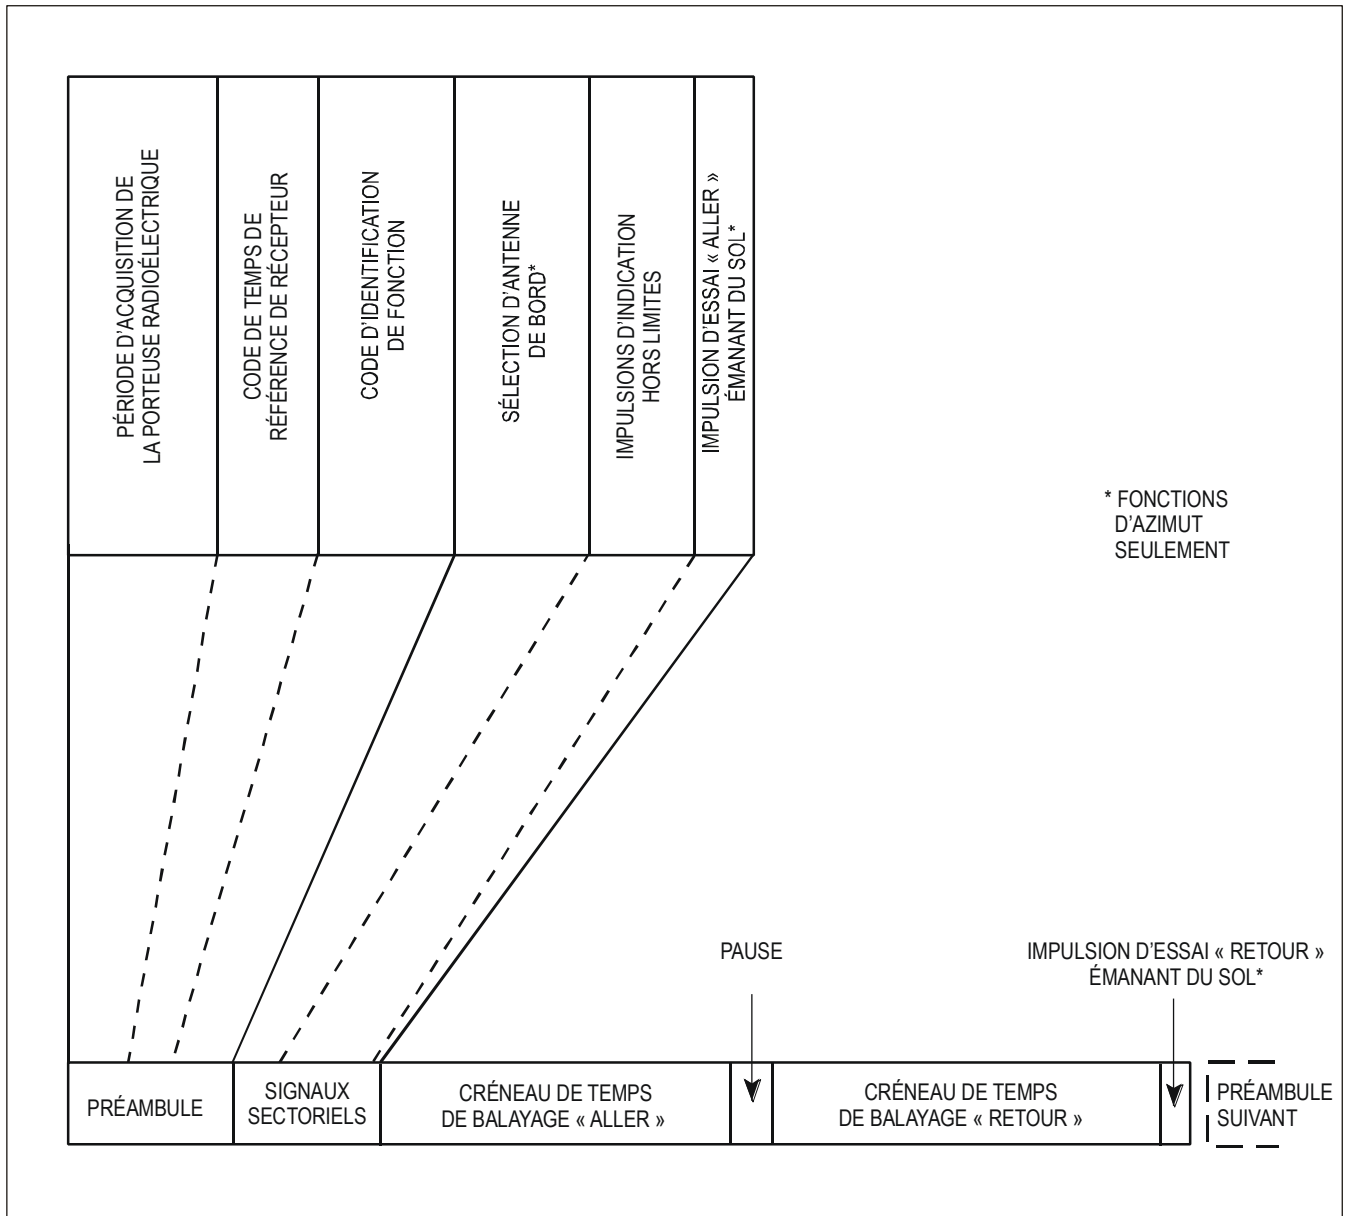 PÉRIODE D'ACQUISITION DE
LA PORTEUSE RADIOÉLECTRIQUE
CODE DE TEMPS DE
RÉFÉRENCE DE RÉCEPTEUR
CODE D'IDENTIFICATION
DE FONCTION
SÉLECTION D'ANTENNE
DE BORD*
IMPULSIONS D'INDICATION
HORS LIMITES
IMPULSION D'ESSAI « ALLER »
ÉMANANT DU SOL*
* FONCTIONS
D'AZIMUT
SEULEMENT
PAUSE
IMPULSION D'ESSAI « RETOUR »
ÉMANANT DU SOL*
PRÉAMBULE
SIGNAUX
SECTORIELS
CRÉNEAU DE TEMPS
DE BALAYAGE « ALLER »
CRÉNEAU DE TEMPS
DE BALAYAGE « RETOUR »
PRÉAMBULE
SUIVANT